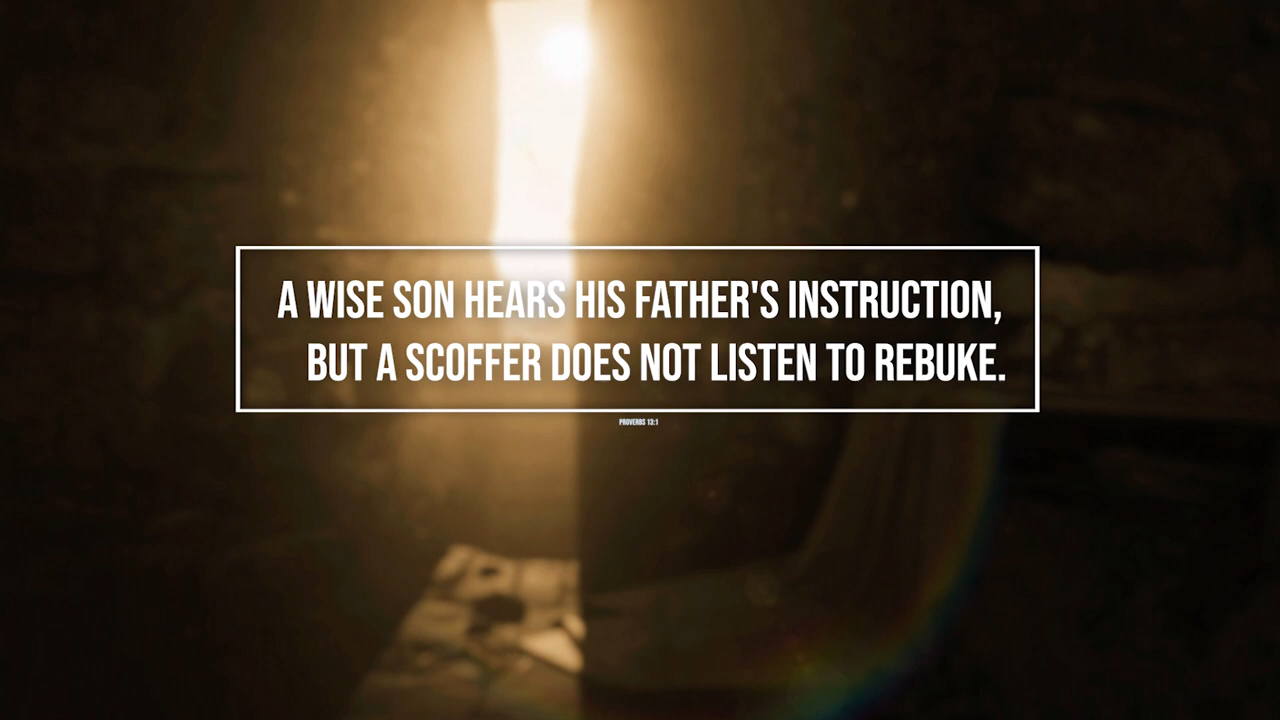 A WISE SON HEARS HIS FATHER'S INSTRUCTION,
BUT A SCOFFER DOES NOT LISTEN TO REBUKE.
PROVERBS 13:1